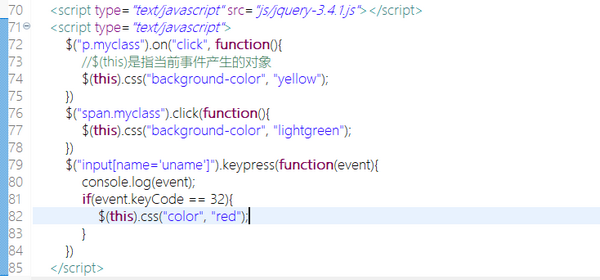 70 <script type="text/javascript" src="js/jquery-3.4.1.js"></script>
71 <script type="text/javascript">
72 $("p.myclass").on("click", function(){
73 //$(this)是指当前事件产生的对象
74 $(this).css("background-color", "yellow");
75 })
76 $("span.myclass").click(function(){
77 $(this).css("background-color", "lightgreen");
78 })
79 $("input[name='uname']").keypress(function(event){
80 console.log(event);
81 if(event.keyCode == 32){
82 $(this).css("color", "red");
83 }
84 })
85 </script>